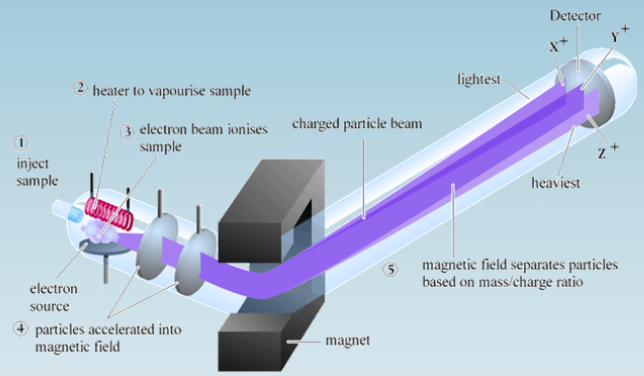 Detector
X+
Y+
lightest
② heater to vapourise sample
③ electron beam ionises
sample
charged particle beam
①
inject
sample
Z+
heaviest
⑤
magnetic field separates particles
based on mass/charge ratio
electron
source
④ particles accelerated into
magnetic field
magnet